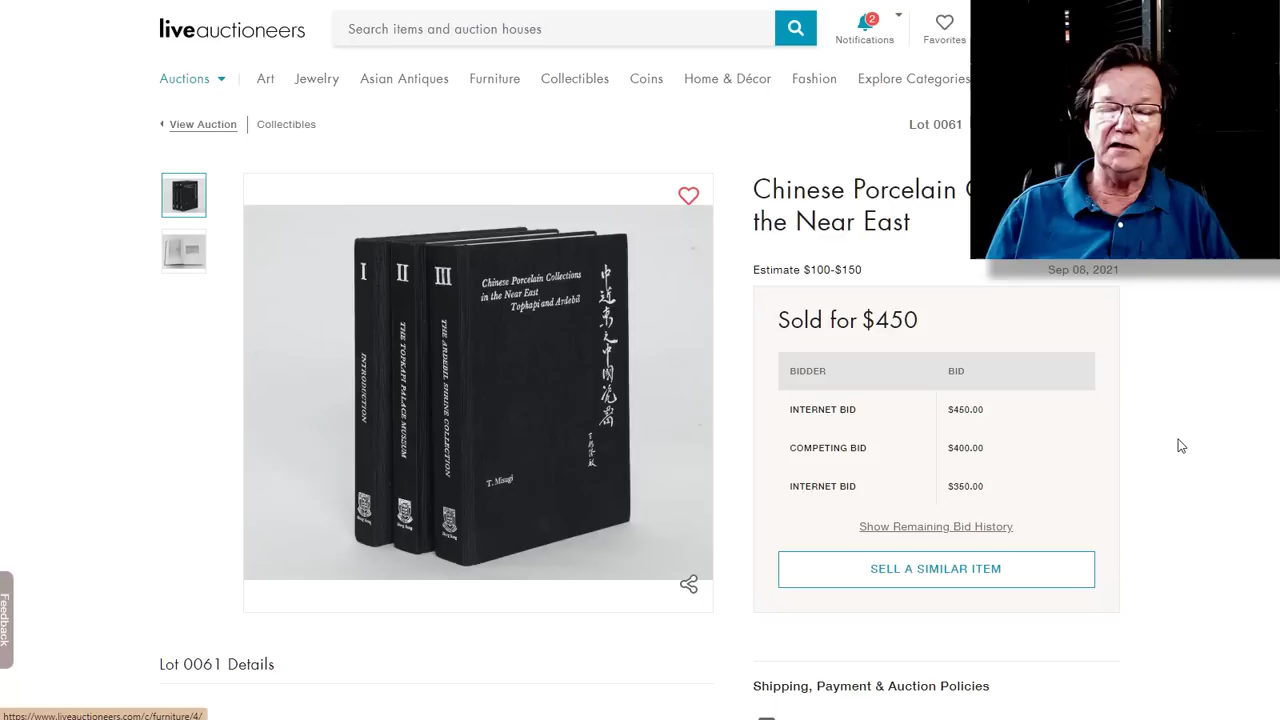 liveauctioneers
Search items and auction houses
2
Notifications
Favorites
Auctions
Art
Jewelry
Asian Antiques
Furniture
Collectibles
Coins
Home & Décor
Fashion
Explore Categories
View Auction
Collectibles
Lot 0061
Chinese Porcelain
the Near East
Estimate $100-$150
Sep 08, 2021
Sold for $450
BIDDER BID
INTERNET BID $450.00
COMPETING BID $400.00
INTERNET BID $350.00
Show Remaining Bid History
SELL A SIMILAR ITEM
I
INTRODUCTION
II
THE TOPKAPI PALACE MUSEUM
III
THE ARDEBIL SHRINE COLLECTION
Chinese Porcelain Collections
in the Near East
Topkapi and Ardebil
中近東之中國瓷器
T. Misugi
Feedback
Lot 0061 Details
Shipping, Payment & Auction Policies
https://www.liveauctioneers.com/c/furniture/4/